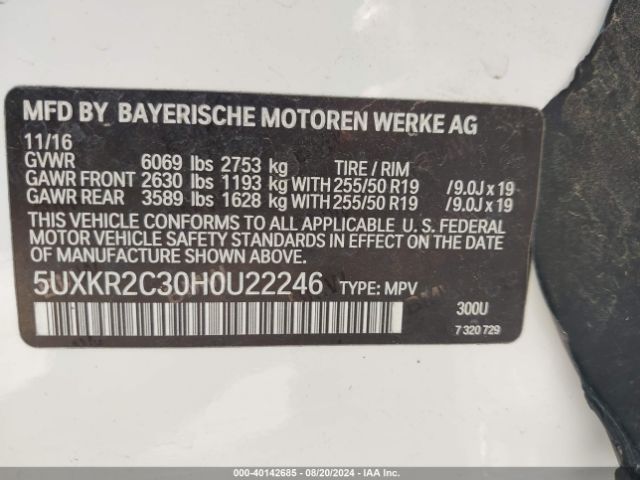 MFD BY BAYERISCHE MOTOREN WERKE AG
11/16
GVWR 6069 lbs 2753 kg TIRE / RIM
GAWR FRONT 2630 lbs 1193 kg WITH 255/50 R19 /9.0J x 19
GAWR REAR 3589 lbs 1628 kg WITH 255/50 R19 /9.0J x 19
THIS VEHICLE CONFORMS TO ALL APPLICABLE U. S. FEDERAL
MOTOR VEHICLE SAFETY STANDARDS IN EFFECT ON THE DATE
OF MANUFACTURE SHOWN ABOVE.
5UXKR2C30H0U22246 TYPE: MPV
300U
7 320 729
000-40142685 - 08/20/2024 - IAAI.COM